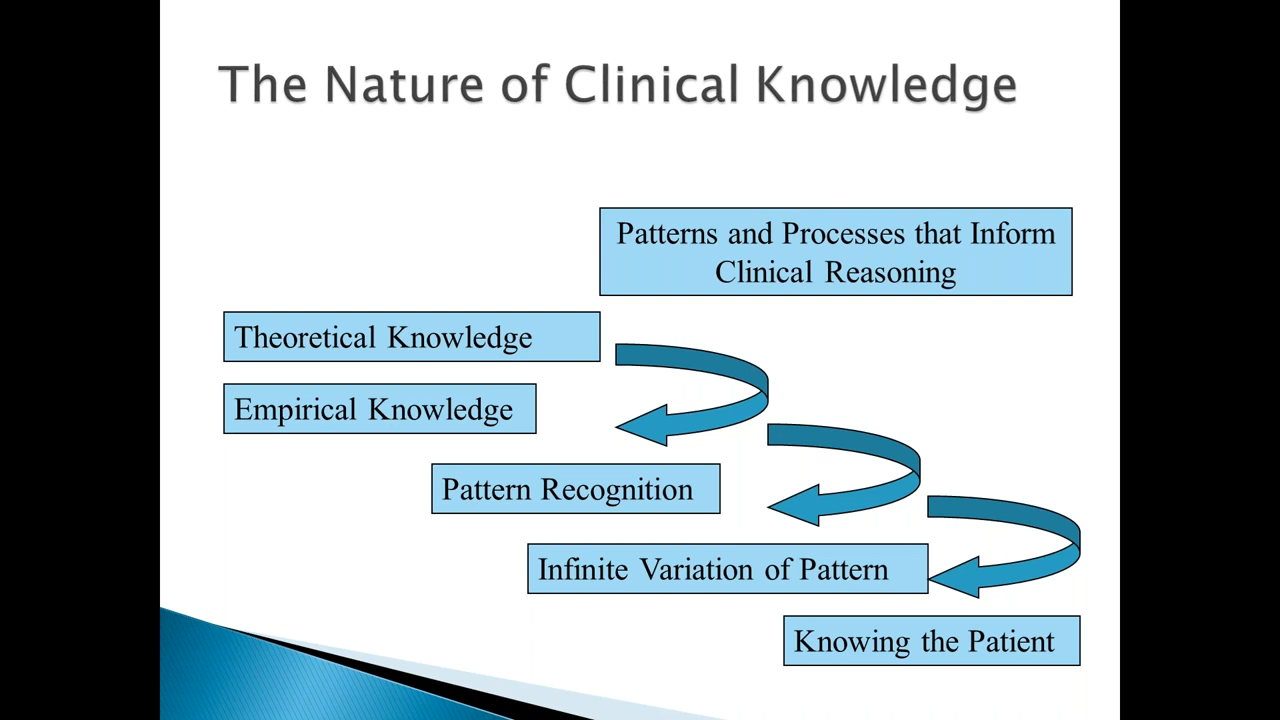 The Nature of Clinical Knowledge
Patterns and Processes that Inform
Clinical Reasoning
Theoretical Knowledge
Empirical Knowledge
Pattern Recognition
Infinite Variation of Pattern
Knowing the Patient